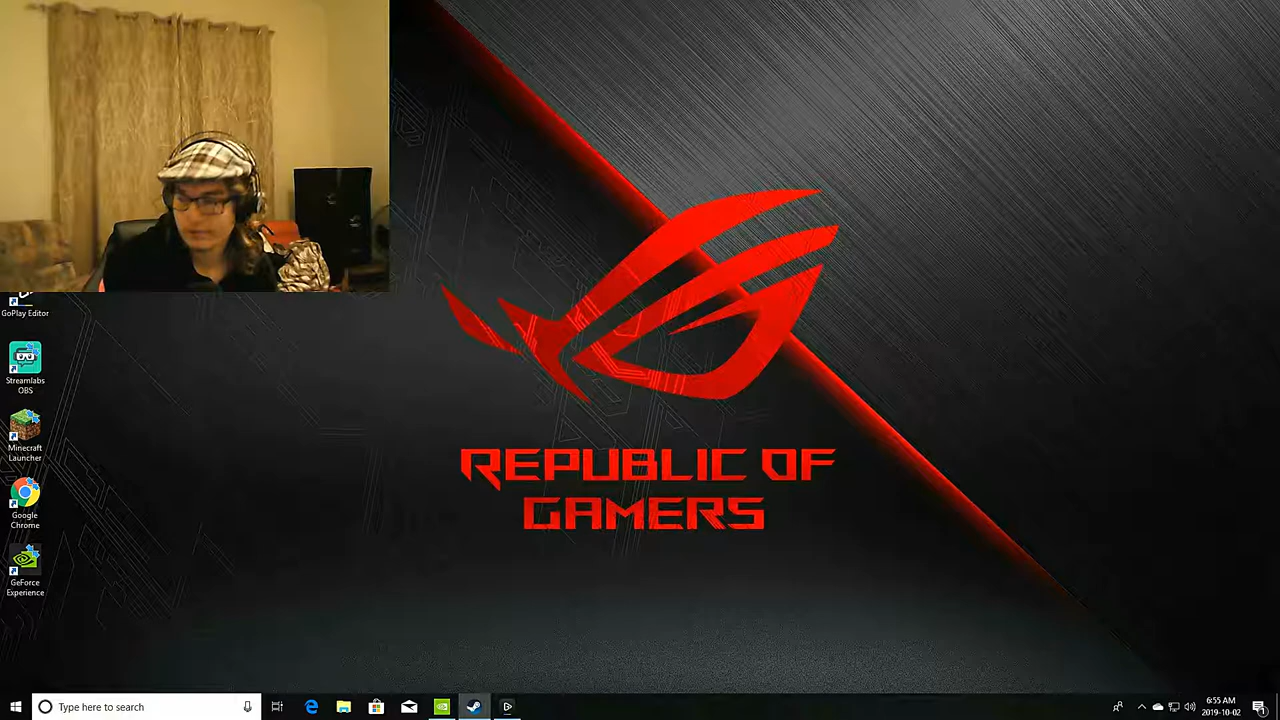 GoPlay Editor
Streamlabs
OBS
Minecraft
Launcher
Google
Chrome
GeForce
Experience
REPUBLIC OF
GAMERS
Type here to search
6:55 AM
2019-10-02